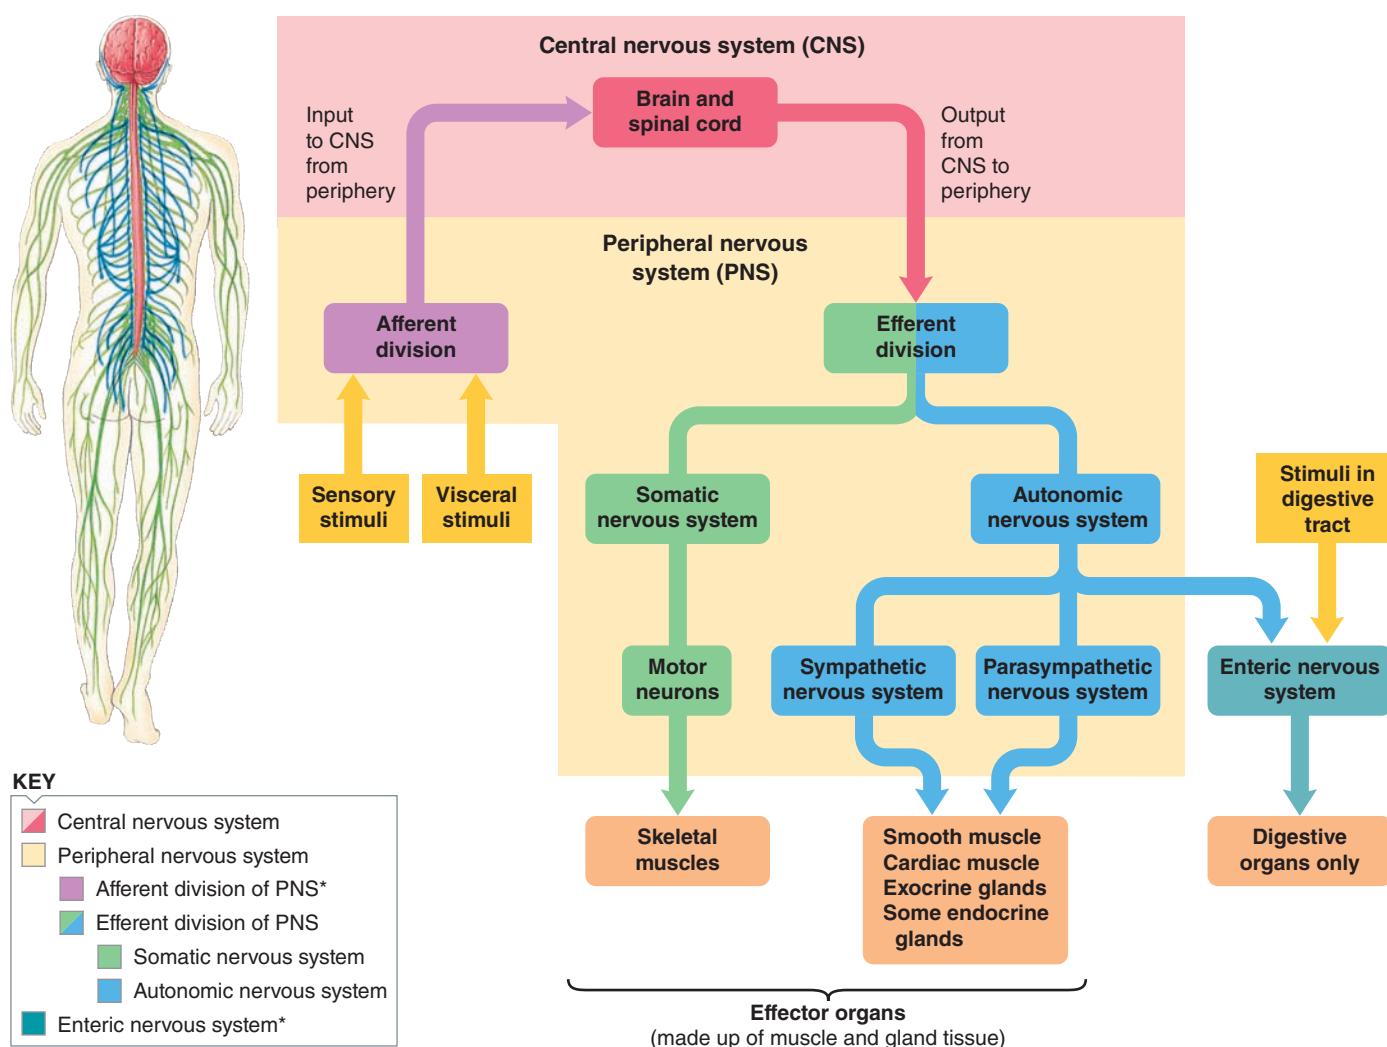 Central nervous system (CNS)
Input
to CNS
from
periphery
Brain and
spinal cord
Output
from
CNS to
periphery
Peripheral nervous
system (PNS)
Afferent
division
Efferent
division
Sensory
stimuli
Visceral
stimuli
Somatic
nervous system
Autonomic
nervous system
Stimuli in
digestive
tract
Motor
neurons
Sympathetic
nervous system
Parasympathetic
nervous system
Enteric nervous
system
Skeletal
muscles
Smooth muscle
Cardiac muscle
Exocrine glands
Some endocrine
glands
Digestive
organs only
Effector organs
(made up of muscle and gland tissue)
KEY
Central nervous system
Peripheral nervous system
Afferent division of PNS*
Efferent division of PNS
Somatic nervous system
Autonomic nervous system
Enteric nervous system*